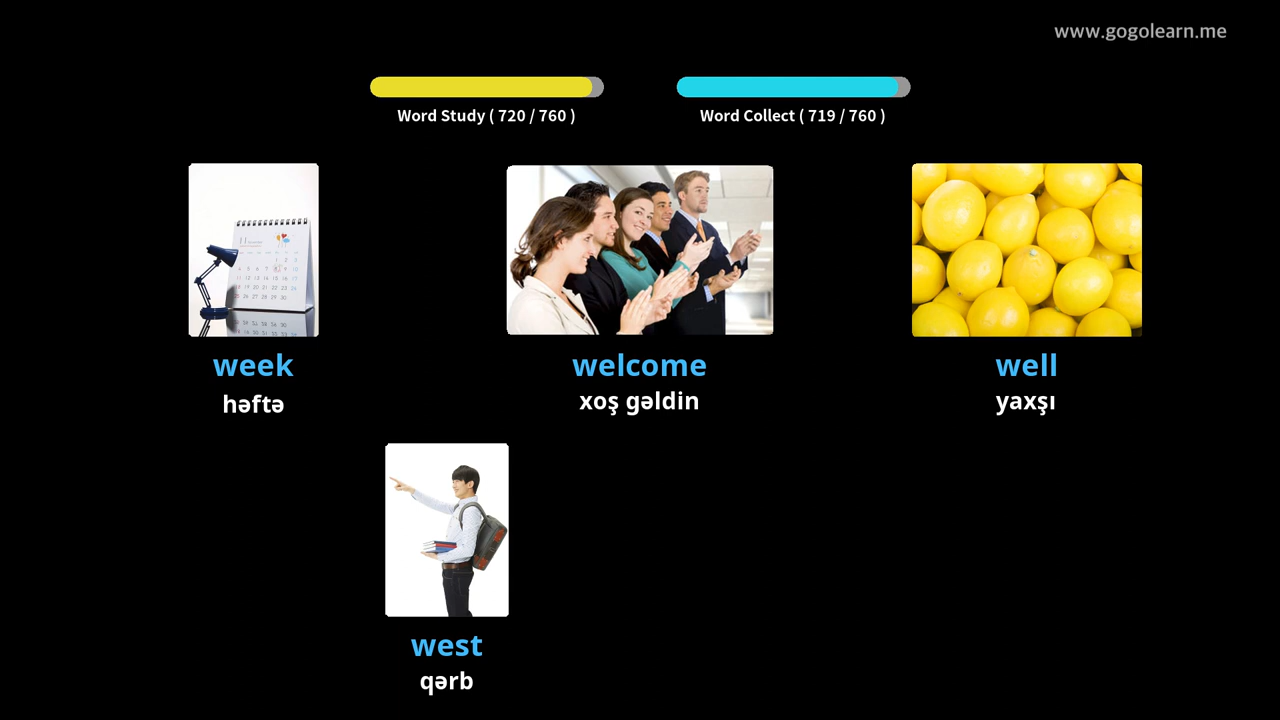 www.gogolearn.me
Word Study ( 720 / 760 )
Word Collect ( 719 / 760 )
week
həftə
welcome
xoş gəldin
well
yaxşı
west
qərb